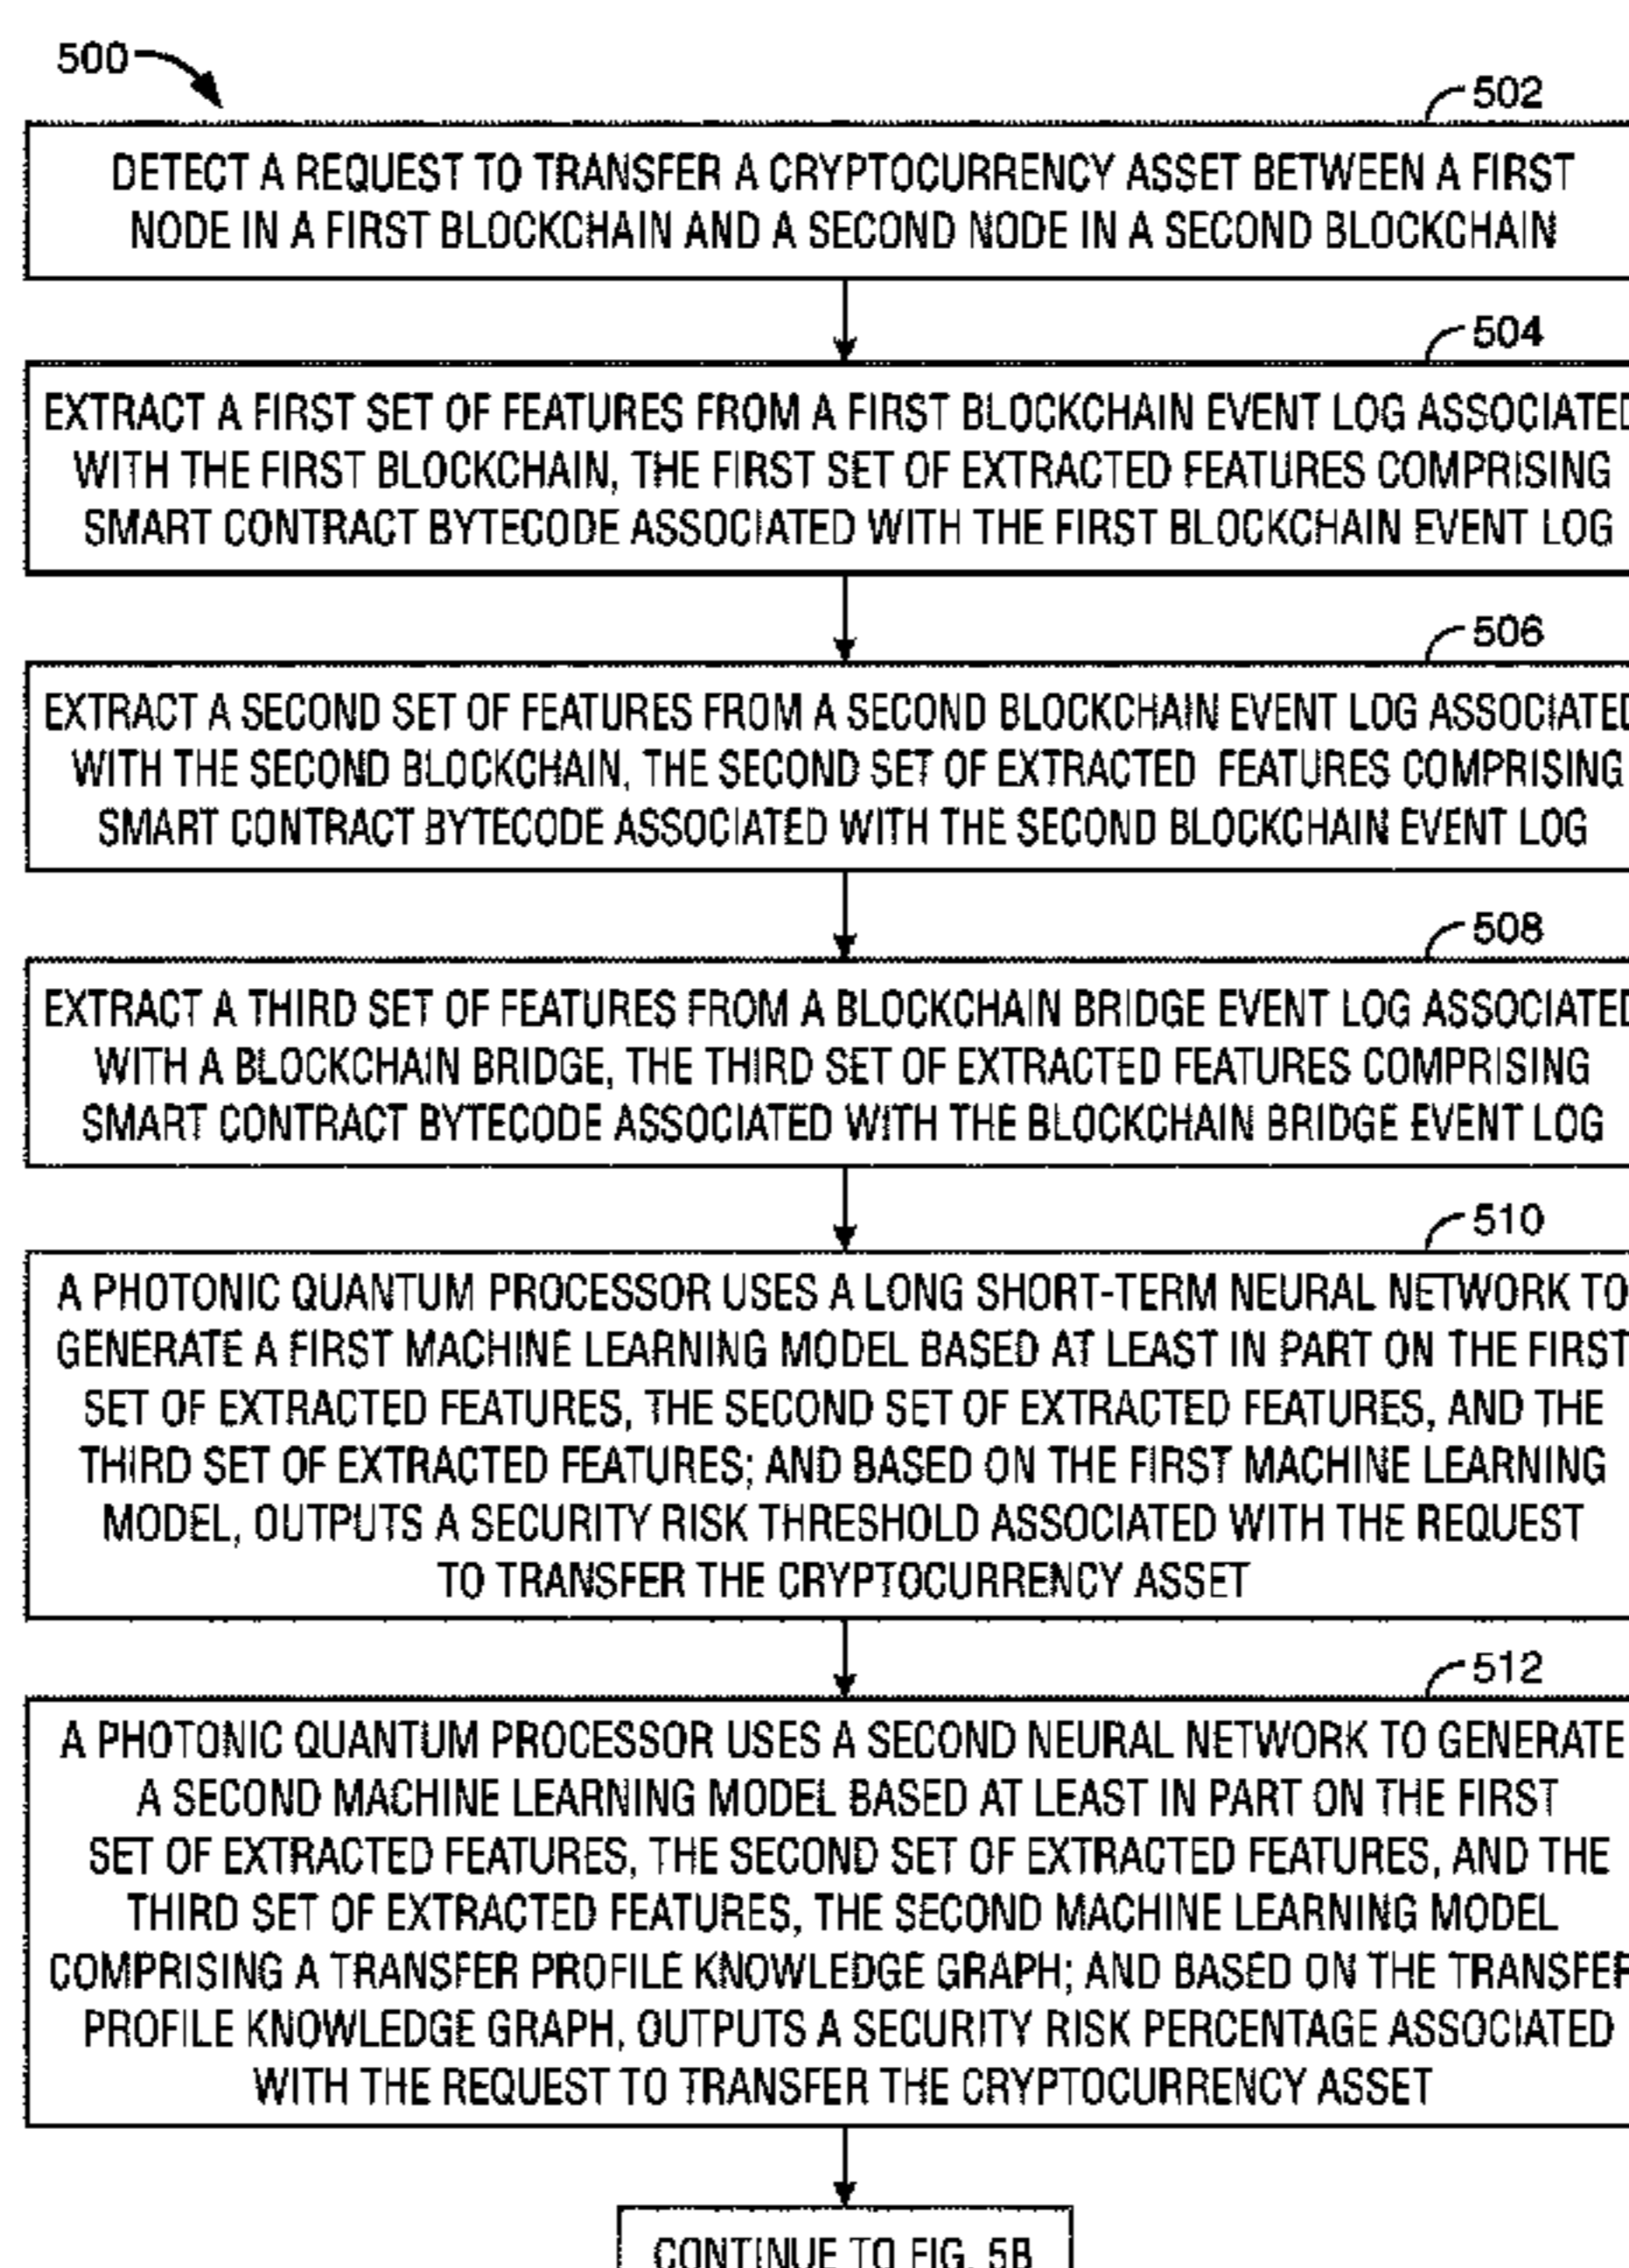 500
502
DETECT A REQUEST TO TRANSFER A CRYPTOCURRENCY ASSET BETWEEN A FIRST
NODE IN A FIRST BLOCKCHAIN AND A SECOND NODE IN A SECOND BLOCKCHAIN
504
EXTRACT A FIRST SET OF FEATURES FROM A FIRST BLOCKCHAIN EVENT LOG ASSOCIATED
WITH THE FIRST BLOCKCHAIN, THE FIRST SET OF EXTRACTED FEATURES COMPRISING
SMART CONTRACT BYTECODE ASSOCIATED WITH THE FIRST BLOCKCHAIN EVENT LOG
506
EXTRACT A SECOND SET OF FEATURES FROM A SECOND BLOCKCHAIN EVENT LOG ASSOCIATED
WITH THE SECOND BLOCKCHAIN, THE SECOND SET OF EXTRACTED FEATURES COMPRISING
SMART CONTRACT BYTECODE ASSOCIATED WITH THE SECOND BLOCKCHAIN EVENT LOG
508
EXTRACT A THIRD SET OF FEATURES FROM A BLOCKCHAIN BRIDGE EVENT LOG ASSOCIATED
WITH A BLOCKCHAIN BRIDGE, THE THIRD SET OF EXTRACTED FEATURES COMPRISING
SMART CONTRACT BYTECODE ASSOCIATED WITH THE BLOCKCHAIN BRIDGE EVENT LOG
510
A PHOTONIC QUANTUM PROCESSOR USES A LONG SHORT-TERM NEURAL NETWORK TO
GENERATE A FIRST MACHINE LEARNING MODEL BASED AT LEAST IN PART ON THE FIRST
SET OF EXTRACTED FEATURES, THE SECOND SET OF EXTRACTED FEATURES, AND THE
THIRD SET OF EXTRACTED FEATURES; AND BASED ON THE FIRST MACHINE LEARNING
MODEL, OUTPUTS A SECURITY RISK THRESHOLD ASSOCIATED WITH THE REQUEST
TO TRANSFER THE CRYPTOCURRENCY ASSET
512
A PHOTONIC QUANTUM PROCESSOR USES A SECOND NEURAL NETWORK TO GENERATE
A SECOND MACHINE LEARNING MODEL BASED AT LEAST IN PART ON THE FIRST
SET OF EXTRACTED FEATURES, THE SECOND SET OF EXTRACTED FEATURES, AND THE
THIRD SET OF EXTRACTED FEATURES, THE SECOND MACHINE LEARNING MODEL
COMPRISING A TRANSFER PROFILE KNOWLEDGE GRAPH; AND BASED ON THE TRANSFER
PROFILE KNOWLEDGE GRAPH, OUTPUTS A SECURITY RISK PERCENTAGE ASSOCIATED
WITH THE REQUEST TO TRANSFER THE CRYPTOCURRENCY ASSET
CONTINUE TO FIG. 5B